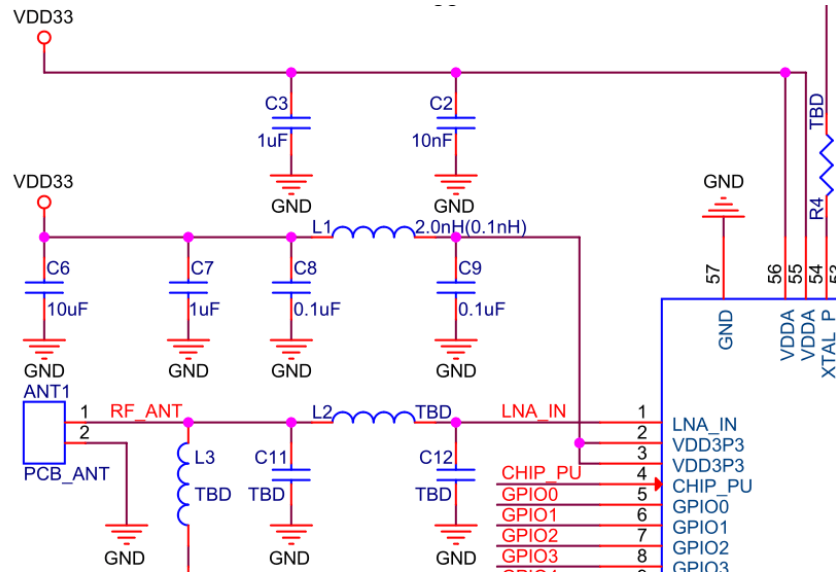 VDD33
TBD
C3
C2
1uF
10nF
GND
GND
VDD33
GND
R4
L1
2.0nH(0.1nH)
C6
C7
C8
C9
57
56
55
54
53
10uF
1uF
0.1uF
0.1uF
GND
VDDA
VDDA
XTAL_P
GND
GND
GND
GND
ANT1
1
RF_ANT
L2
TBD
LNA_IN
1
LNA_IN
2
2
VDD3P3
L3
C11
C12
3
VDD3P3
PCB_ANT
CHIP_PU
4
CHIP_PU
TBD
TBD
TBD
GPIO0
5
GPIO0
GPIO1
6
GPIO1
GPIO2
7
GPIO2
GND
GND
GND
GPIO3
8
GPIO3